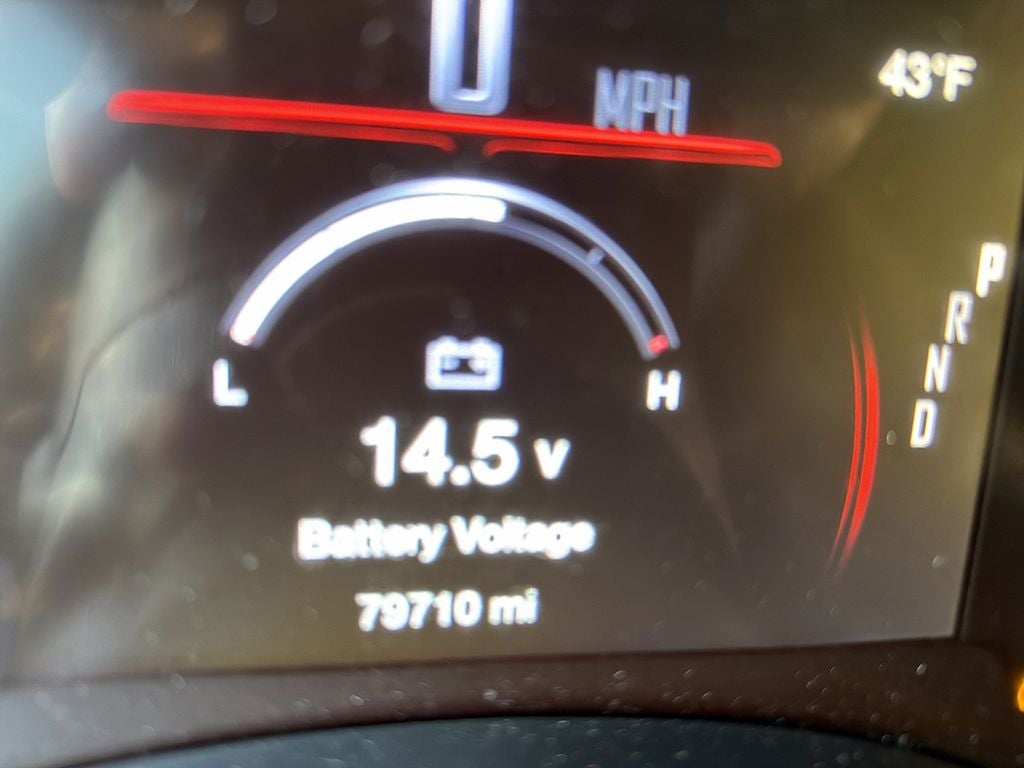 0 MPH
43°F
P
R
N
D
L
H
14.5 v
Battery Voltage
79710 mi